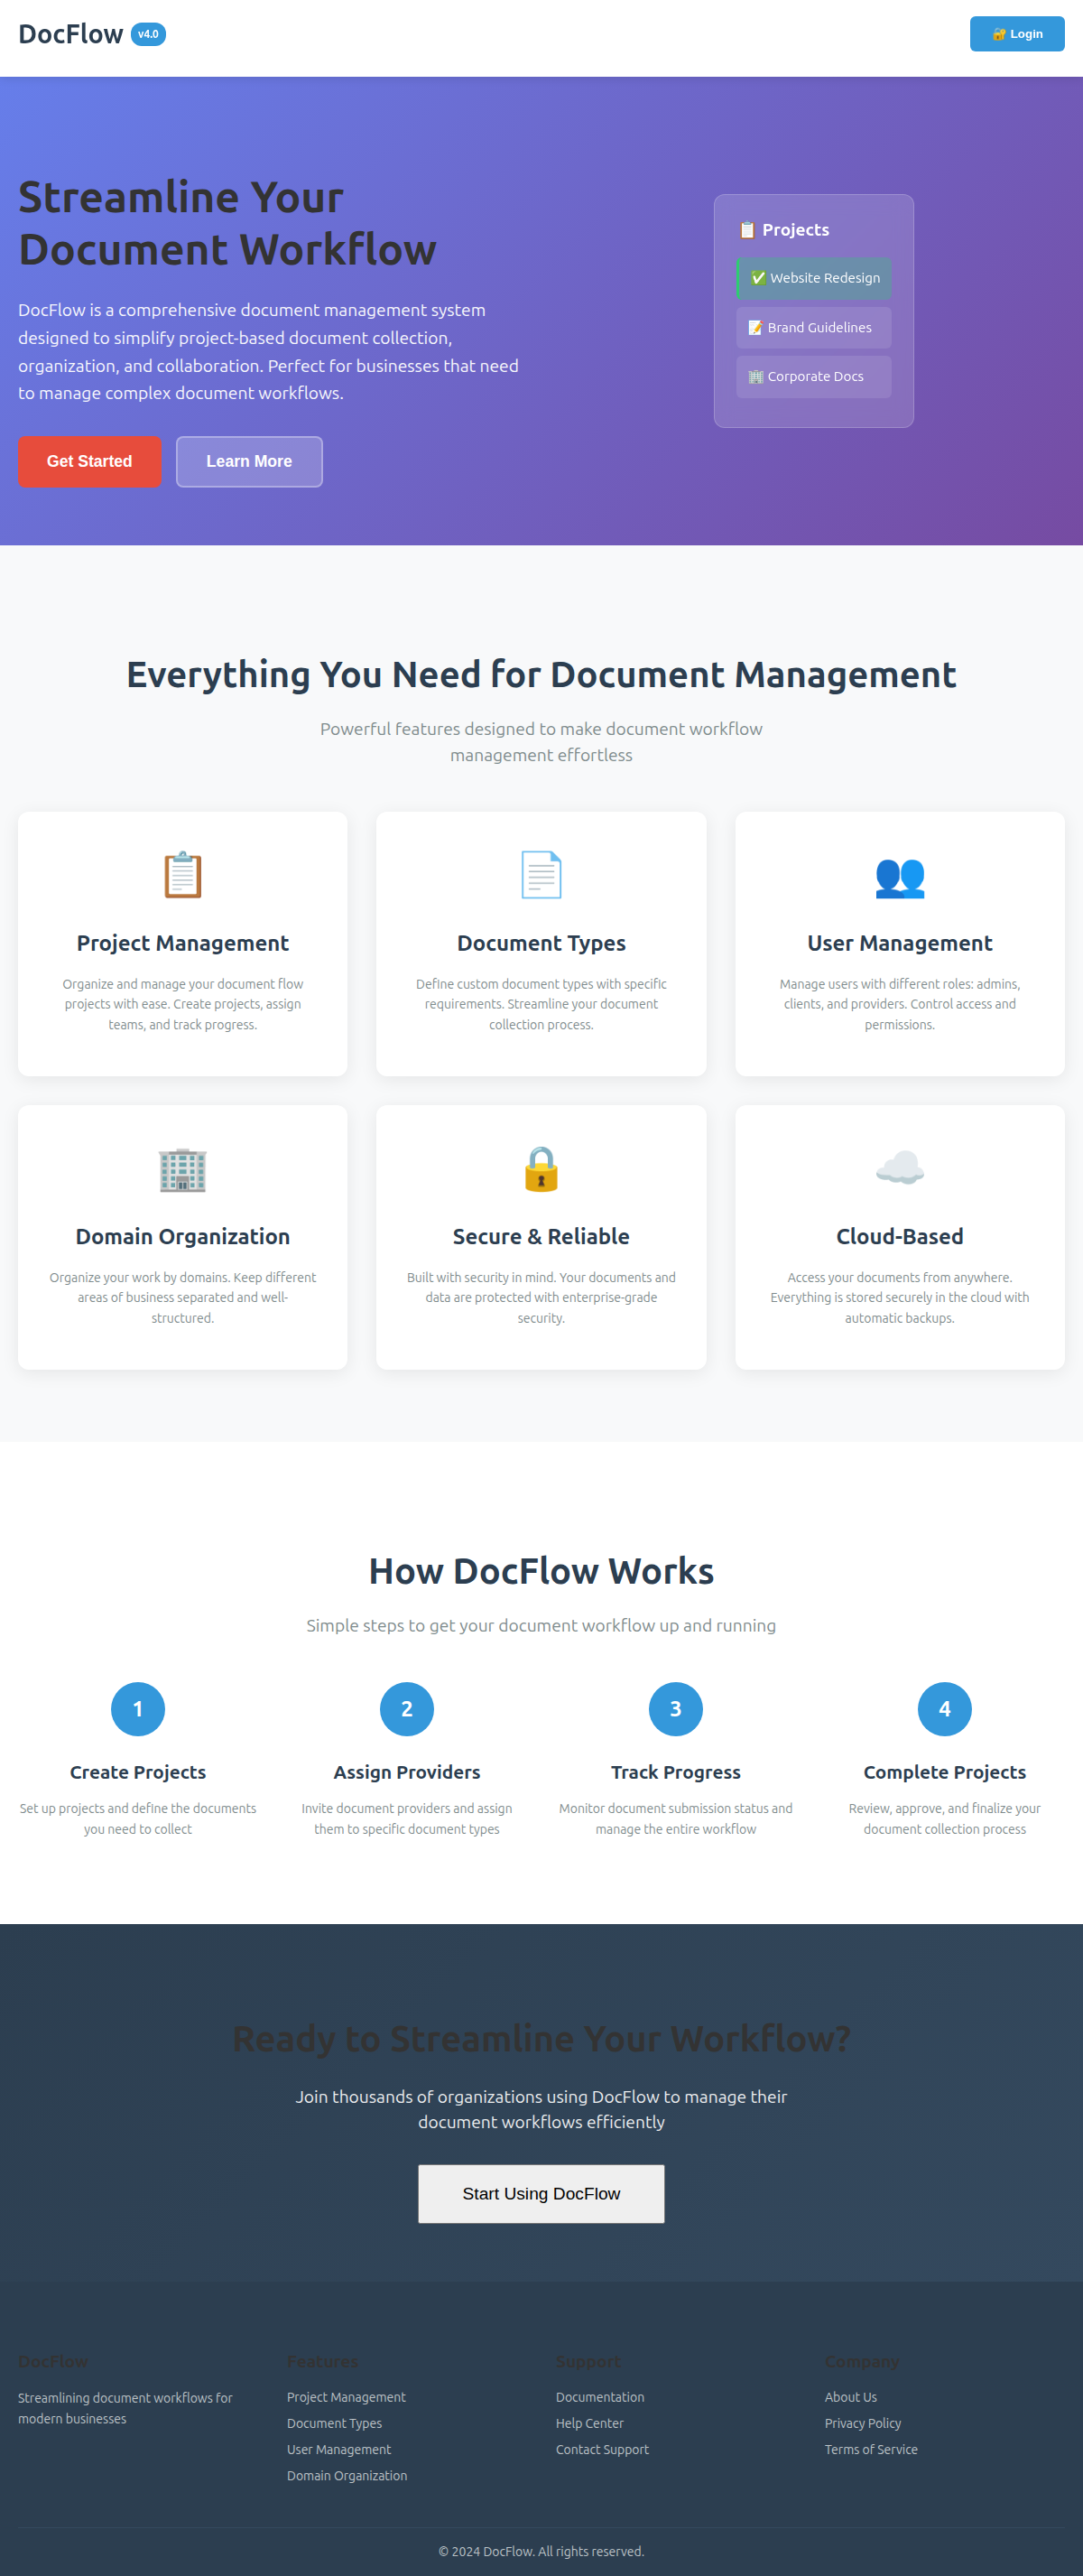 DocFlow v4.0
🔐 Login
Streamline Your
Document Workflow
DocFlow is a comprehensive document management system
designed to simplify project-based document collection,
organization, and collaboration. Perfect for businesses that need
to manage complex document workflows.
Get Started
Learn More
📋 Projects
✅ Website Redesign
📝 Brand Guidelines
🏢 Corporate Docs
Everything You Need for Document Management
Powerful features designed to make document workflow
management effortless
Project Management
Organize and manage your document flow
projects with ease. Create projects, assign
teams, and track progress.
Document Types
Define custom document types with specific
requirements. Streamline your document
collection process.
User Management
Manage users with different roles: admins,
clients, and providers. Control access and
permissions.
Domain Organization
Organize your work by domains. Keep different
areas of business separated and well-
structured.
Secure & Reliable
Built with security in mind. Your documents and
data are protected with enterprise-grade
security.
Cloud-Based
Access your documents from anywhere.
Everything is stored securely in the cloud with
automatic backups.
How DocFlow Works
Simple steps to get your document workflow up and running
1
Create Projects
Set up projects and define the documents
you need to collect
2
Assign Providers
Invite document providers and assign
them to specific document types
3
Track Progress
Monitor document submission status and
manage the entire workflow
4
Complete Projects
Review, approve, and finalize your
document collection process
Ready to Streamline Your Workflow?
Join thousands of organizations using DocFlow to manage their
document workflows efficiently
Start Using DocFlow
DocFlow
Streamlining document workflows for
modern businesses
Features
Project Management
Document Types
User Management
Domain Organization
Support
Documentation
Help Center
Contact Support
Company
About Us
Privacy Policy
Terms of Service
© 2024 DocFlow. All rights reserved.